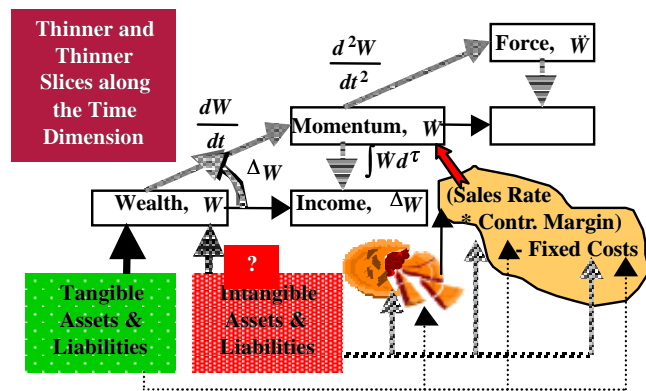 Thinner and
Thinner
Slices along
the Time
Dimension
d²W
dt²
Force, Ẅ
dW
dt
Momentum, Ẇ
ΔW
∫Ẇdτ
Wealth, W
Income, ΔW
(Sales Rate
* Contr. Margin)
- Fixed Costs
?
Tangible
Assets &
Liabilities
Intangible
Assets &
Liabilities